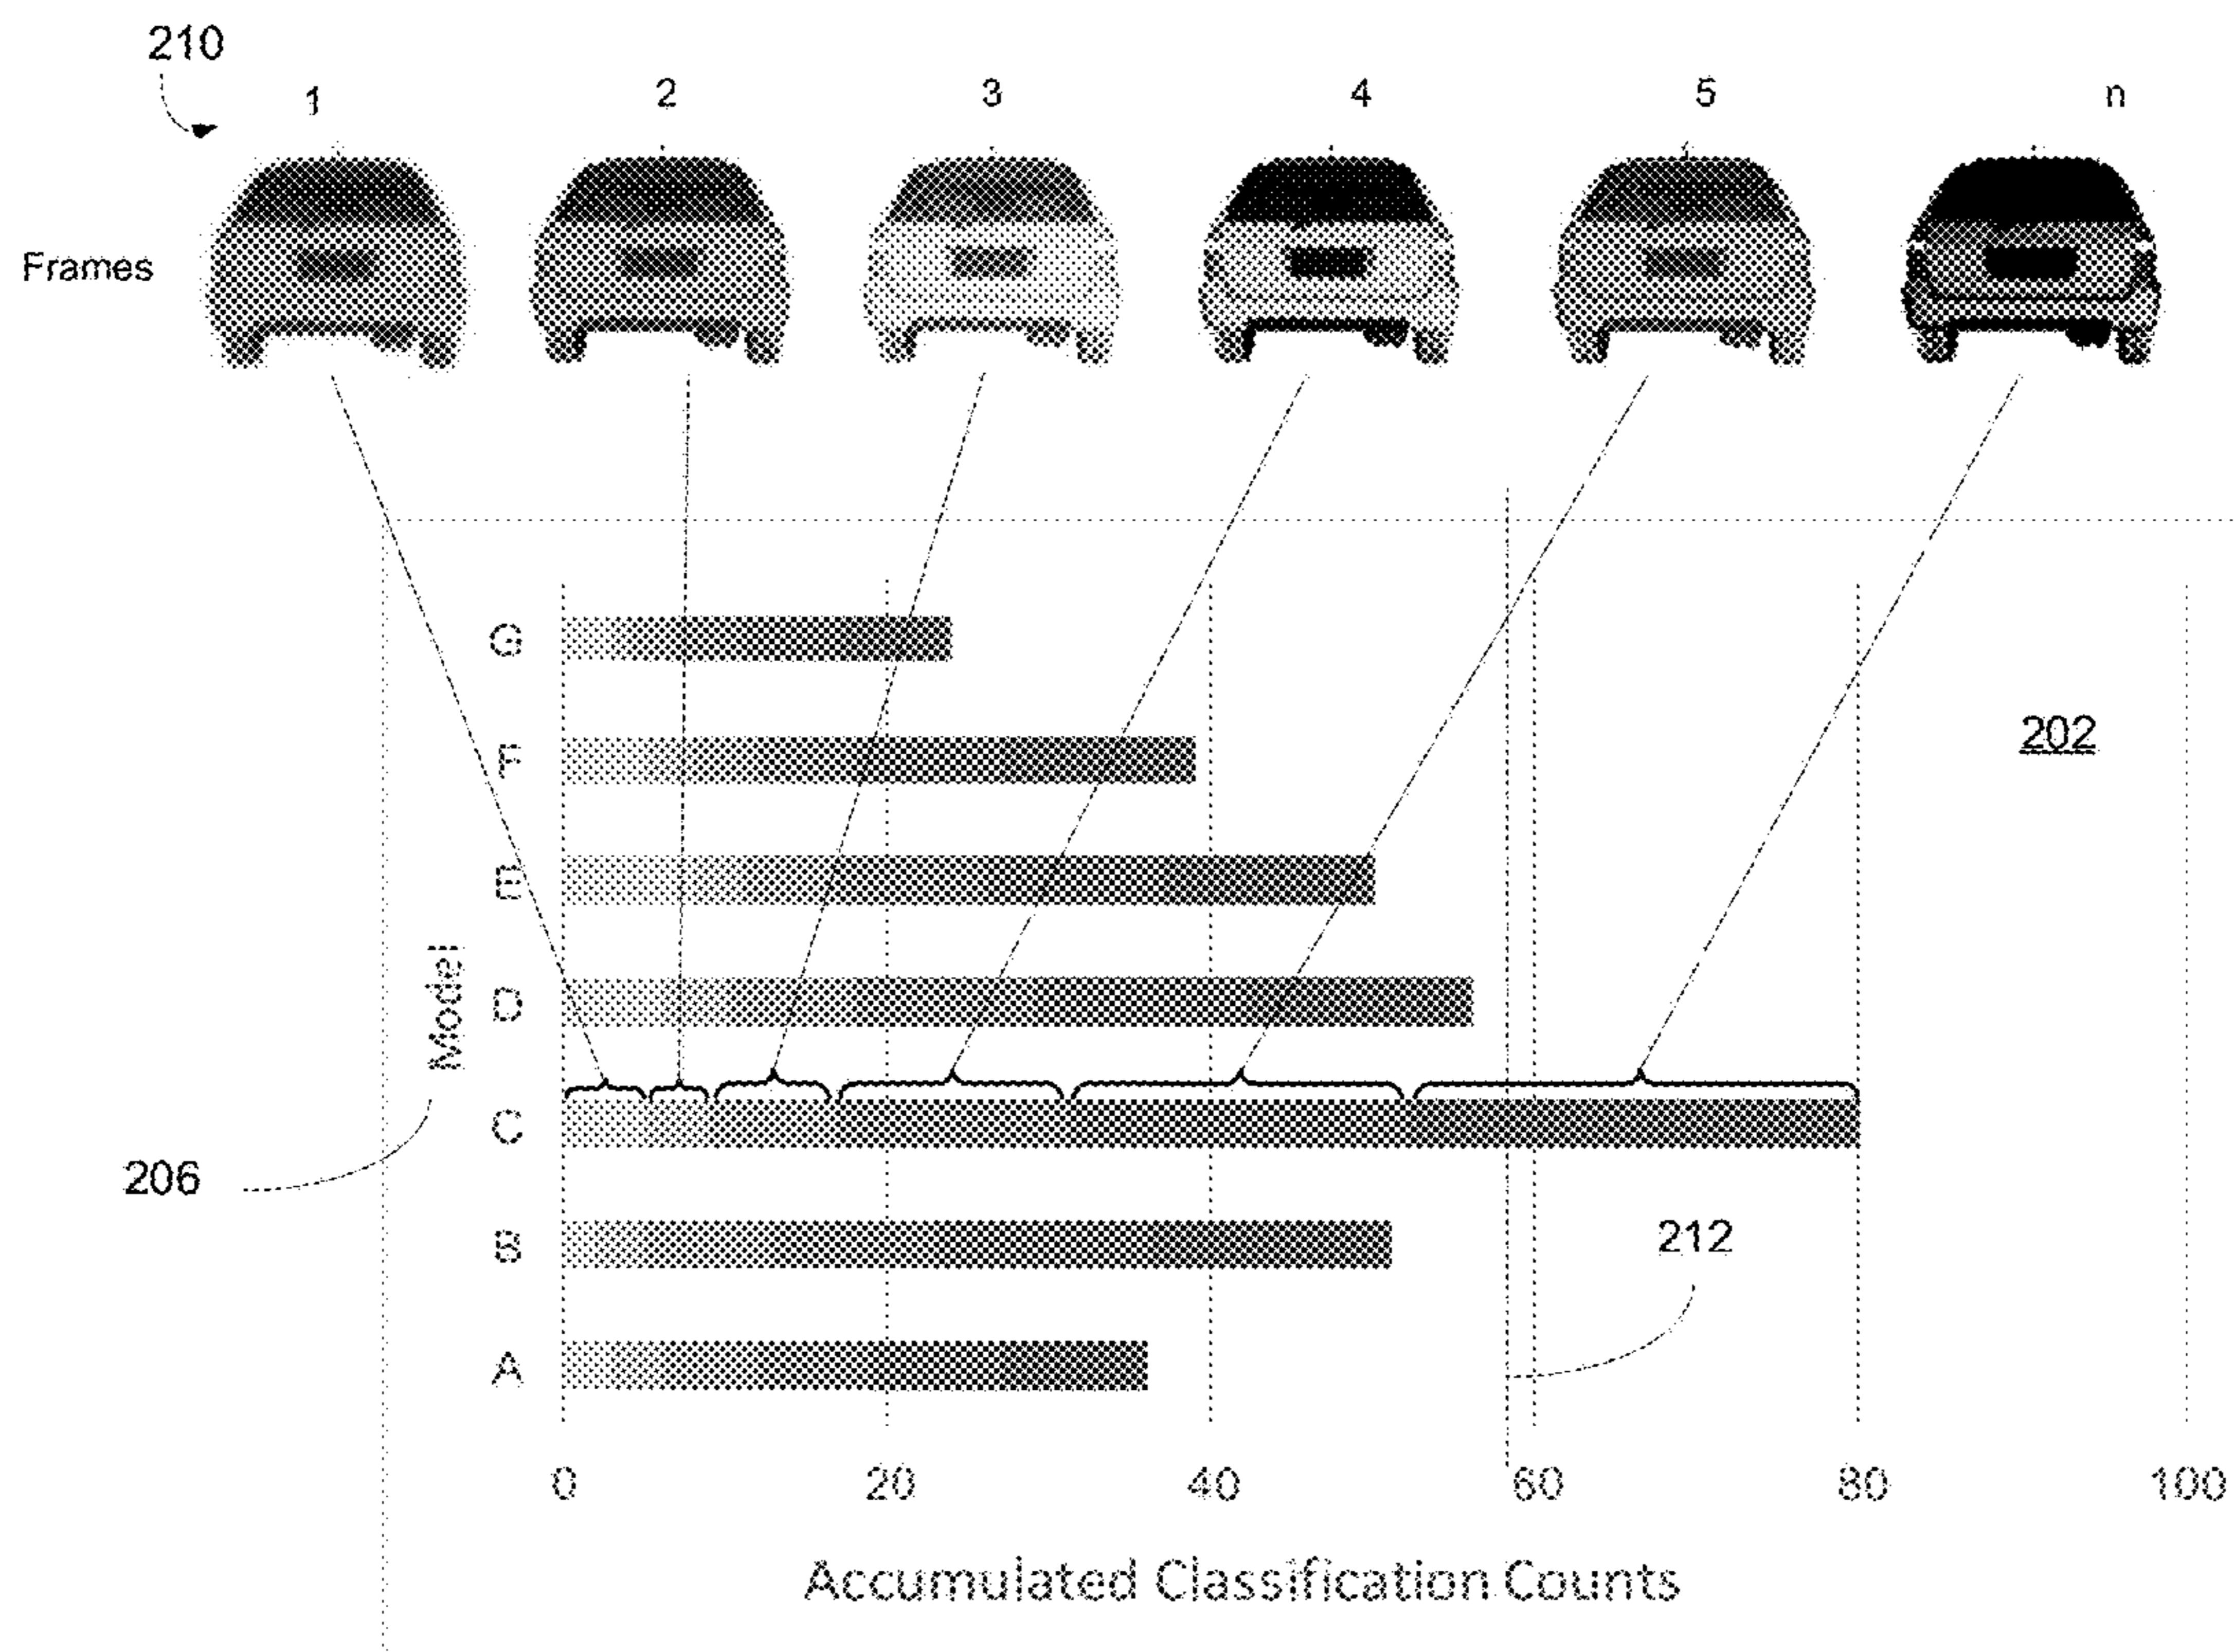 210
1 2 3 4 5 n
Frames
G
F
202
E
D
Model
C
206
B
212
A
0 20 40 60 80 100
Accumulated Classification Counts